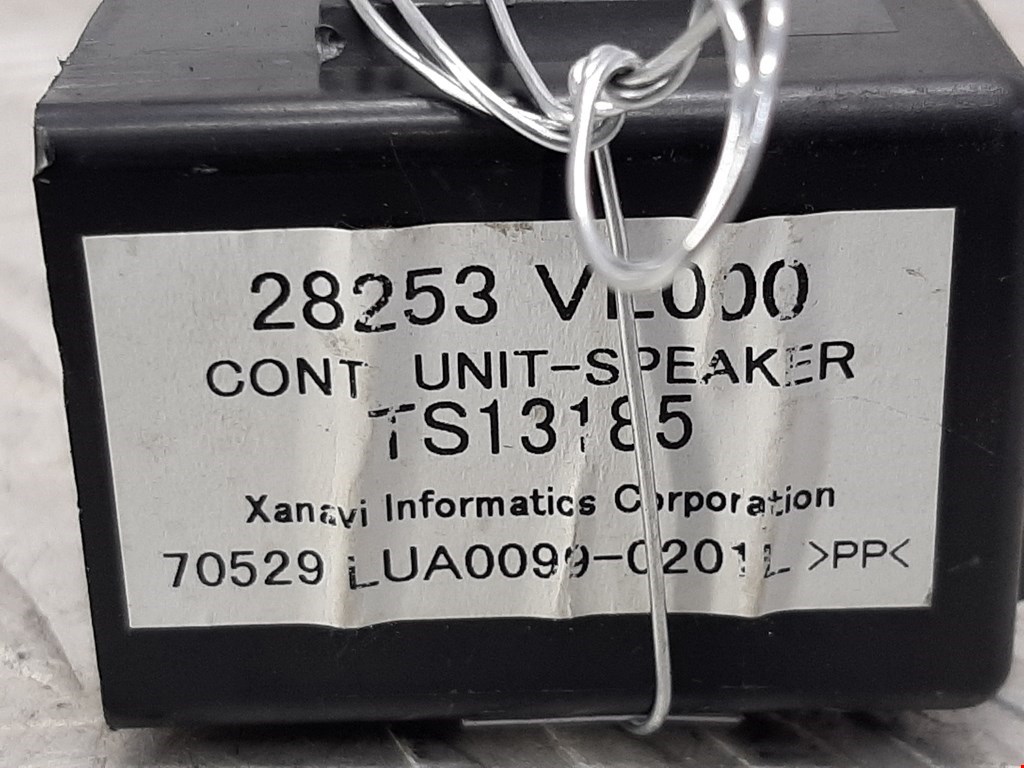 28253 VL000
CONT UNIT-SPEAKER
TS13185
Xanavi Informatics Corporation
70529 LUA0099-0201L >PP<